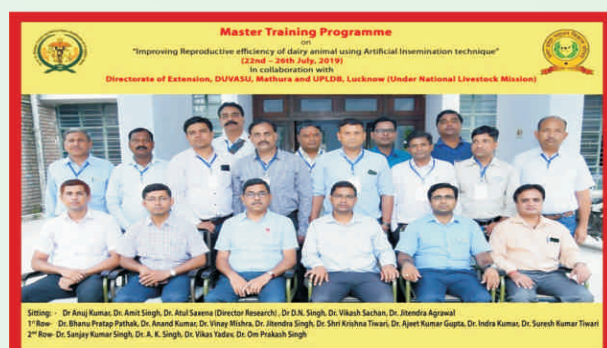 Master Training Programme
on
"Improving Reproductive efficiency of dairy animal using Artificial Insemination technique"
(22nd – 26th July, 2019)
In collaboration with
Directorate of Extension, DUVASU, Mathura and UPLDB, Lucknow (Under National Livestock Mission)
Sitting: - Dr Anuj Kumar, Dr. Amit Singh, Dr. Atul Saxena (Director Research) , Dr D.N. Singh, Dr. Vikash Sachan, Dr. Jitendra Agrawal
1st Row- Dr. Bhanu Pratap Pathak, Dr. Anand Kumar, Dr. Vinay Mishra, Dr. Jitendra Singh, Dr. Shri Krishna Tiwari, Dr. Ajeet Kumar Gupta, Dr. Indra Kumar, Dr. Suresh Kumar Tiwari
2nd Row- Dr. Sanjay Kumar Singh, Dr. A. K. Singh, Dr. Vikas Yadav, Dr. Om Prakash Singh